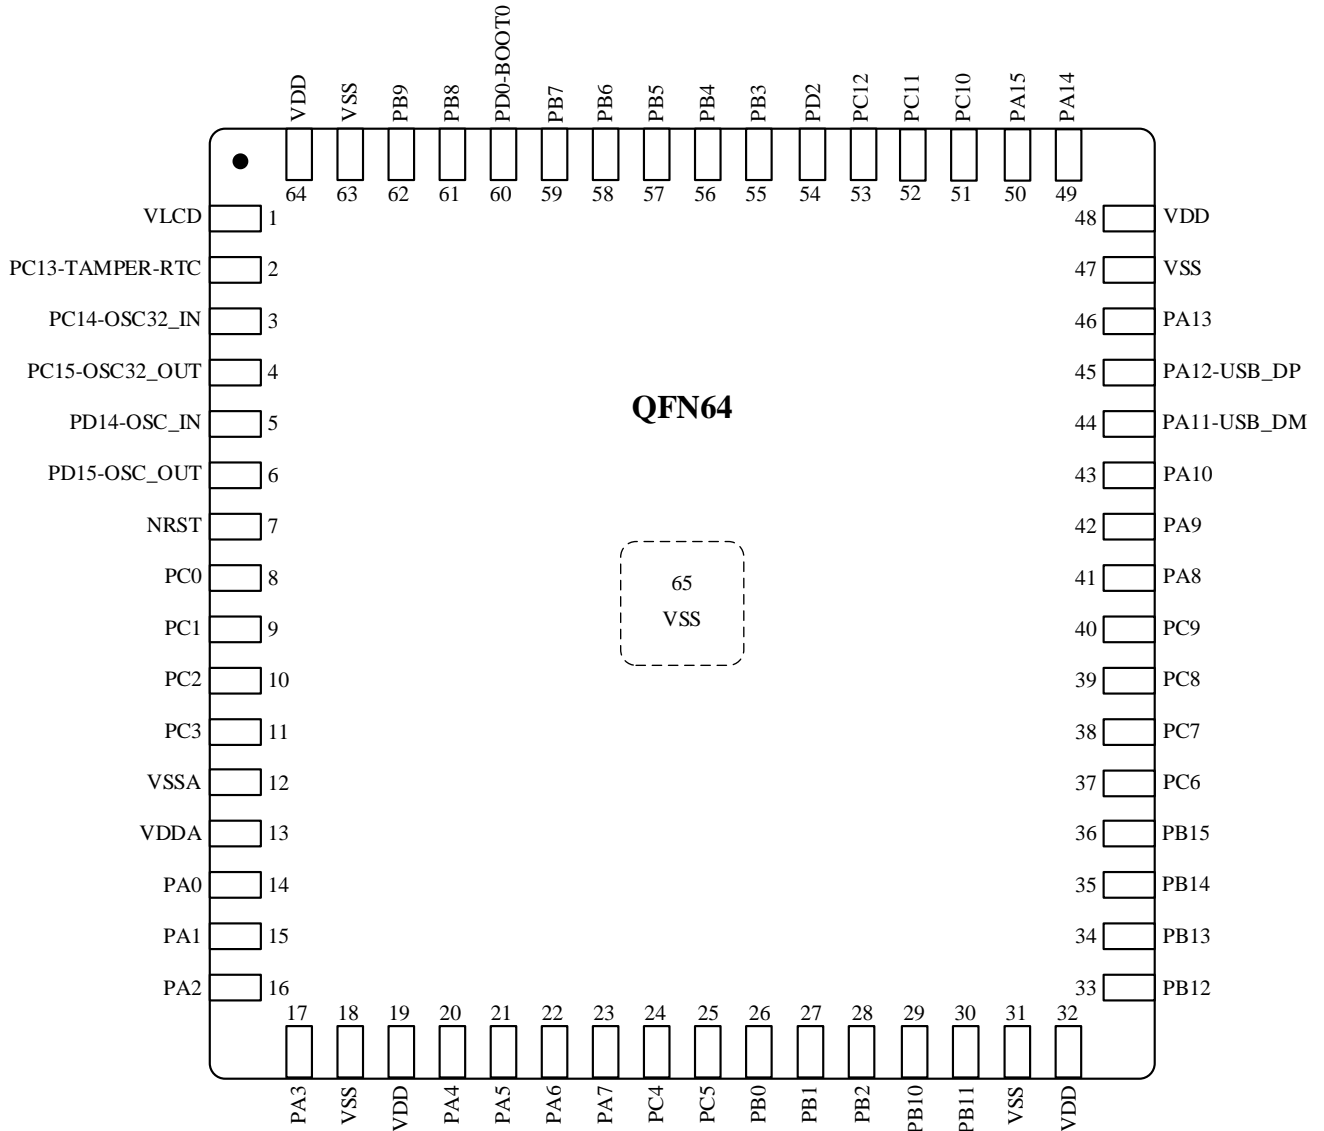 VDD VSS PB9 PB8 PD0-BOOT0 PB7 PB6 PB5 PB4 PB3 PD2 PC12 PC11 PC10 PA15 PA14
64 63 62 61 60 59 58 57 56 55 54 53 52 51 50 49
VLCD 1 48 VDD
PC13-TAMPER-RTC 2 47 VSS
PC14-OSC32_IN 3 46 PA13
PC15-OSC32_OUT 4 45 PA12-USB_DP
QFN64
PD14-OSC_IN 5 44 PA11-USB_DM
PD15-OSC_OUT 6 43 PA10
NRST 7 42 PA9
PC0 8 65 41 PA8
VSS
PC1 9 40 PC9
PC2 10 39 PC8
PC3 11 38 PC7
VSSA 12 37 PC6
VDDA 13 36 PB15
PA0 14 35 PB14
PA1 15 34 PB13
PA2 16 33 PB12
17 18 19 20 21 22 23 24 25 26 27 28 29 30 31 32
PA3 VSS VDD PA4 PA5 PA6 PA7 PC4 PC5 PB0 PB1 PB2 PB10 PB11 VSS VDD